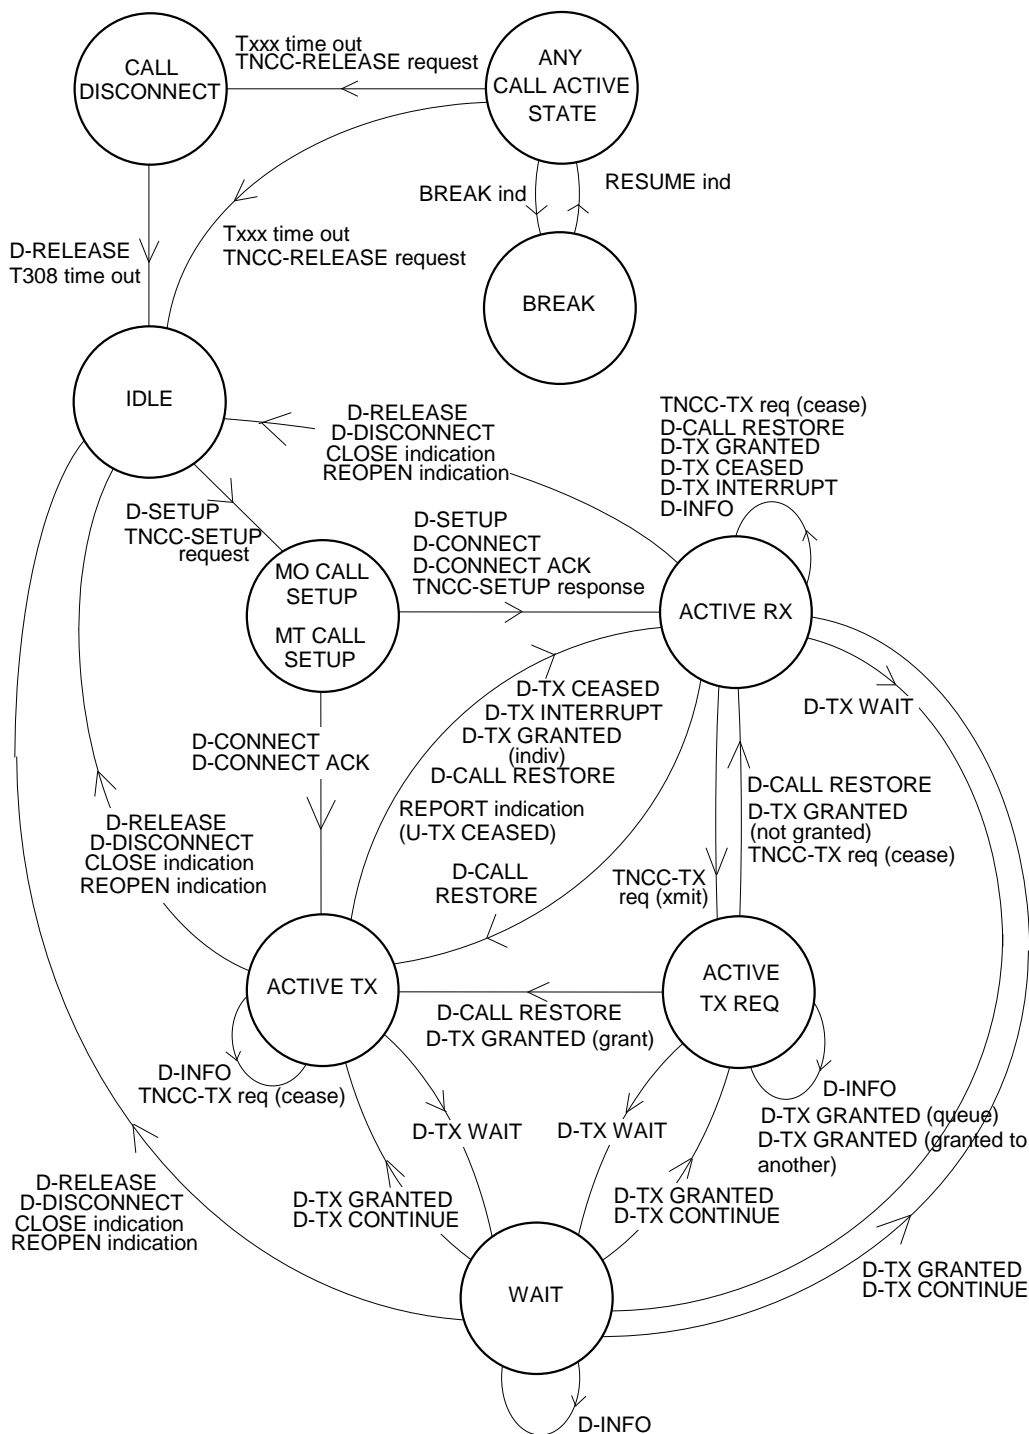 CALL
DISCONNECT
Txxx time out
TNCC-RELEASE request
ANY
CALL ACTIVE
STATE
BREAK ind
RESUME ind
D-RELEASE
T308 time out
Txxx time out
TNCC-RELEASE request
BREAK
IDLE
D-RELEASE
D-DISCONNECT
CLOSE indication
REOPEN indication
TNCC-TX req (cease)
D-CALL RESTORE
D-TX GRANTED
D-TX CEASED
D-TX INTERRUPT
D-INFO
D-SETUP
TNCC-SETUP
request
D-SETUP
D-CONNECT
D-CONNECT ACK
TNCC-SETUP response
MO CALL
SETUP
MT CALL
SETUP
ACTIVE RX
D-TX CEASED
D-TX INTERRUPT
D-TX GRANTED
(indiv)
D-CALL RESTORE
D-TX WAIT
D-CONNECT
D-CONNECT ACK
REPORT indication
(U-TX CEASED)
D-CALL RESTORE
D-TX GRANTED
(not granted)
TNCC-TX req (cease)
D-RELEASE
D-DISCONNECT
CLOSE indication
REOPEN indication
D-CALL
RESTORE
TNCC-TX
req (xmit)
ACTIVE TX
ACTIVE
TX REQ
D-CALL RESTORE
D-TX GRANTED (grant)
D-INFO
TNCC-TX req (cease)
D-INFO
D-TX GRANTED (queue)
D-TX GRANTED (granted to
another)
D-TX WAIT
D-TX WAIT
D-RELEASE
D-DISCONNECT
CLOSE indication
REOPEN indication
D-TX GRANTED
D-TX CONTINUE
D-TX GRANTED
D-TX CONTINUE
D-TX GRANTED
D-TX CONTINUE
WAIT
D-INFO